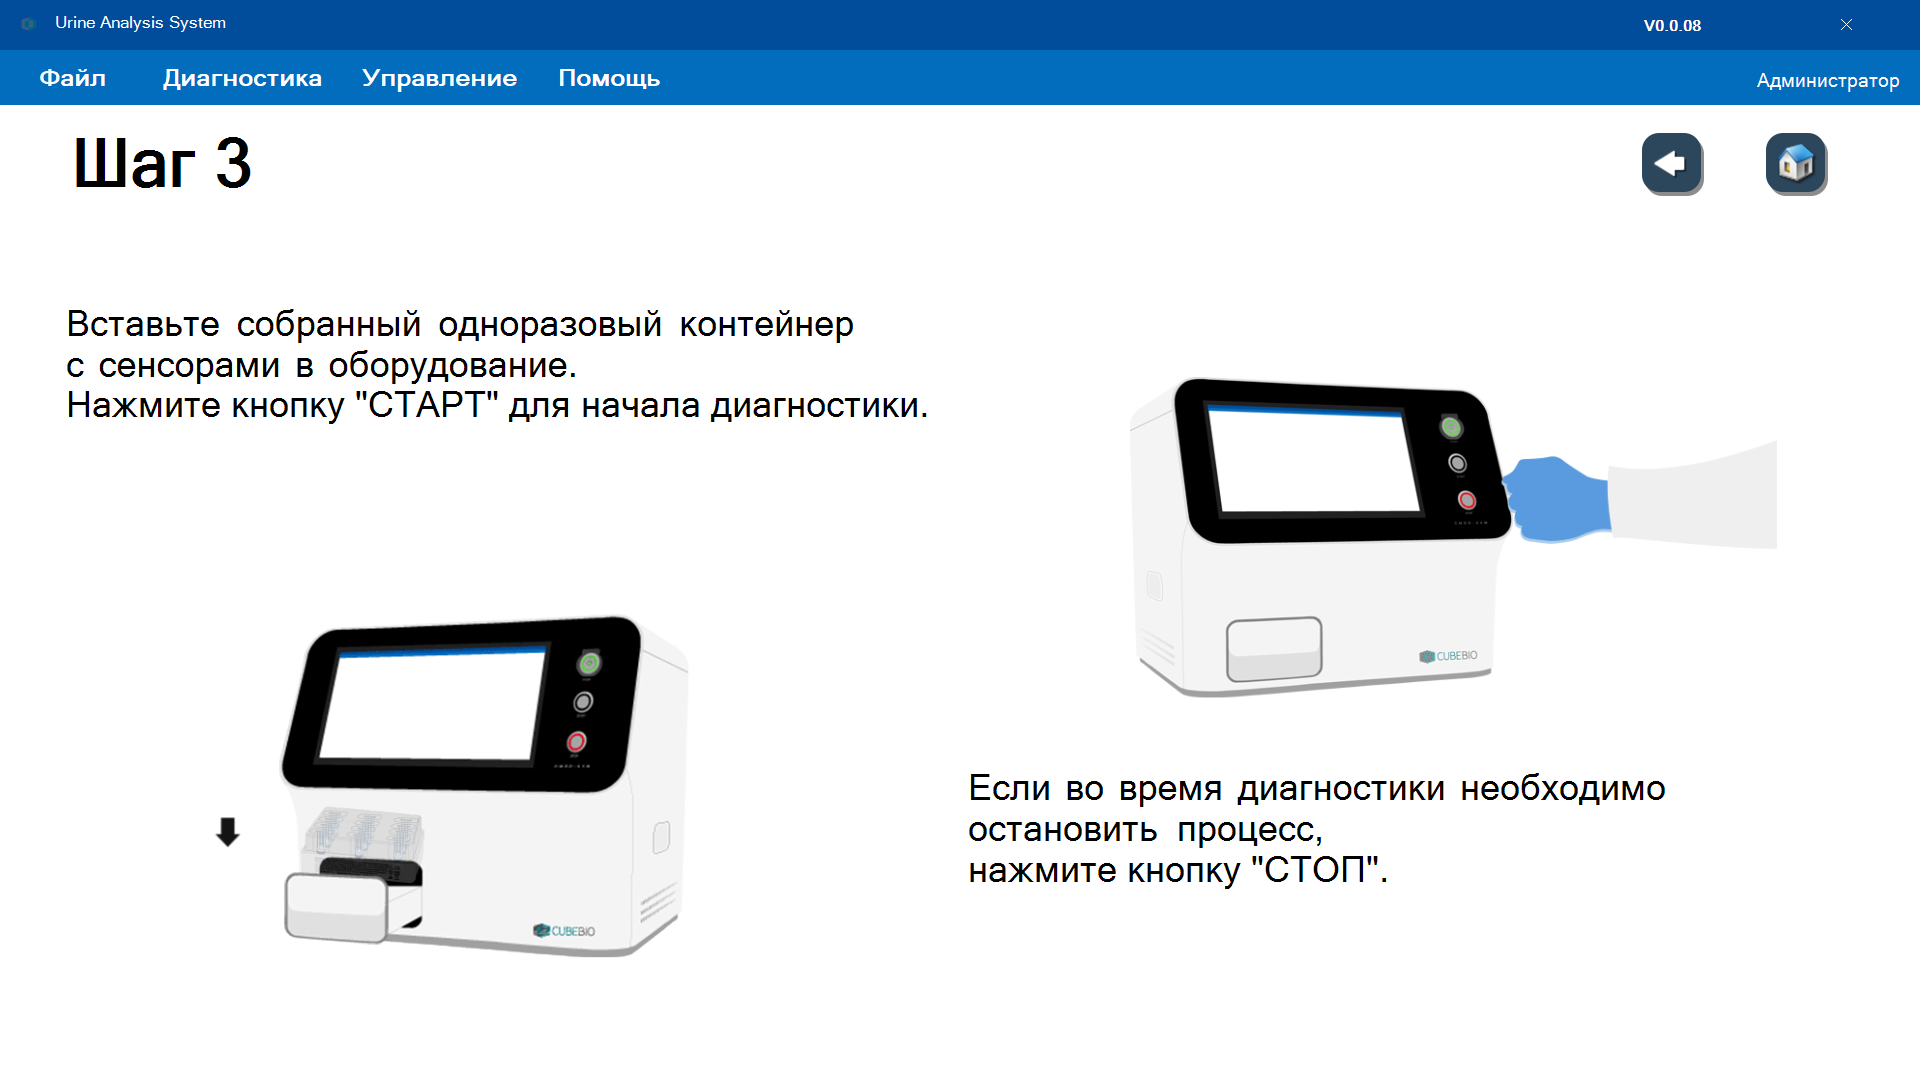 Urine Analysis System
V0.0.08
Файл Диагностика Управление Помощь
Администратор
Шаг 3
Вставьте собранный одноразовый контейнер
с сенсорами в оборудование.
Нажмите кнопку "СТАРТ" для начала диагностики.
CUBEBIO
CUBEBIO
Если во время диагностики необходимо
остановить процесс,
нажмите кнопку "СТОП".